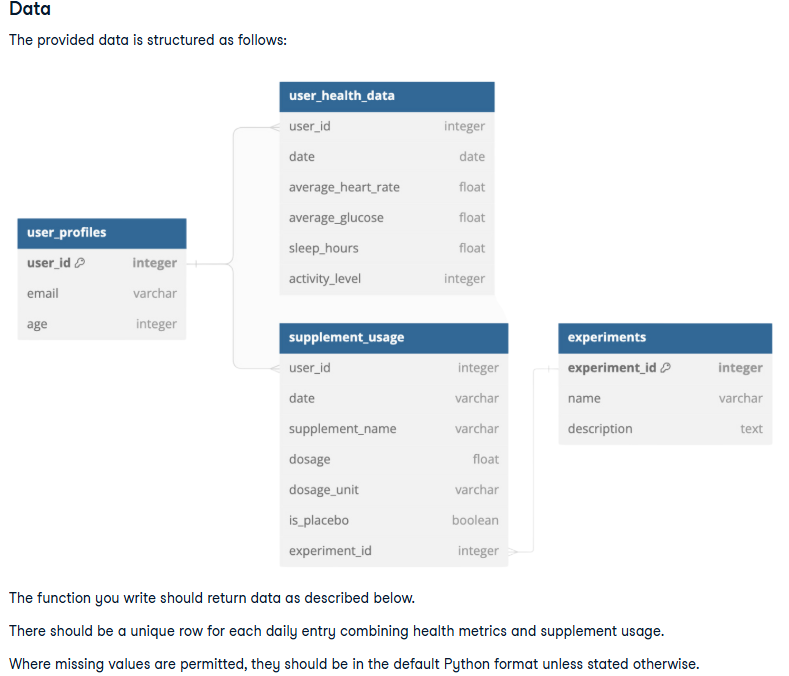 Data
The provided data is structured as follows:
user_health_data
user_id integer
date date
average_heart_rate float
average_glucose float
sleep_hours float
activity_level integer
user_profiles
user_id integer
email varchar
age integer
supplement_usage
user_id integer
date varchar
supplement_name varchar
dosage float
dosage_unit varchar
is_placebo boolean
experiment_id integer
experiments
experiment_id integer
name varchar
description text
The function you write should return data as described below.
There should be a unique row for each daily entry combining health metrics and supplement usage.
Where missing values are permitted, they should be in the default Python format unless stated otherwise.